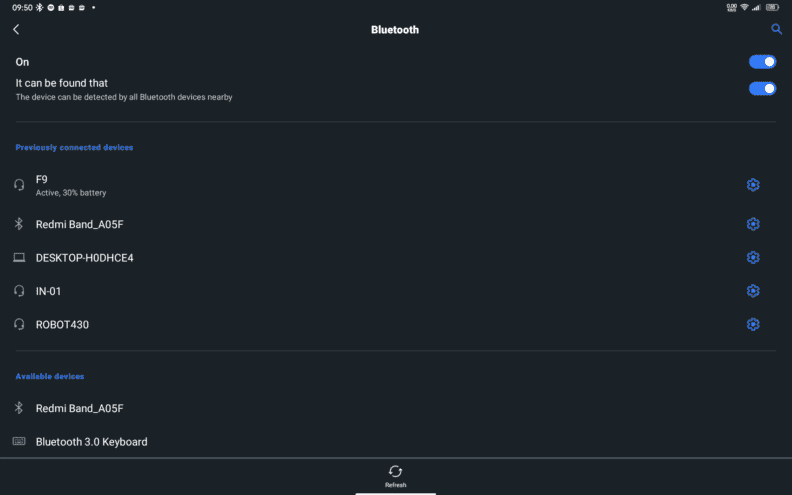 09:50
Bluetooth
On
It can be found that
The device can be detected by all Bluetooth devices nearby
Previously connected devices
F9
Active, 30% battery
Redmi Band_A05F
DESKTOP-H0DHCE4
IN-01
ROBOT430
Available devices
Redmi Band_A05F
Bluetooth 3.0 Keyboard
Refresh